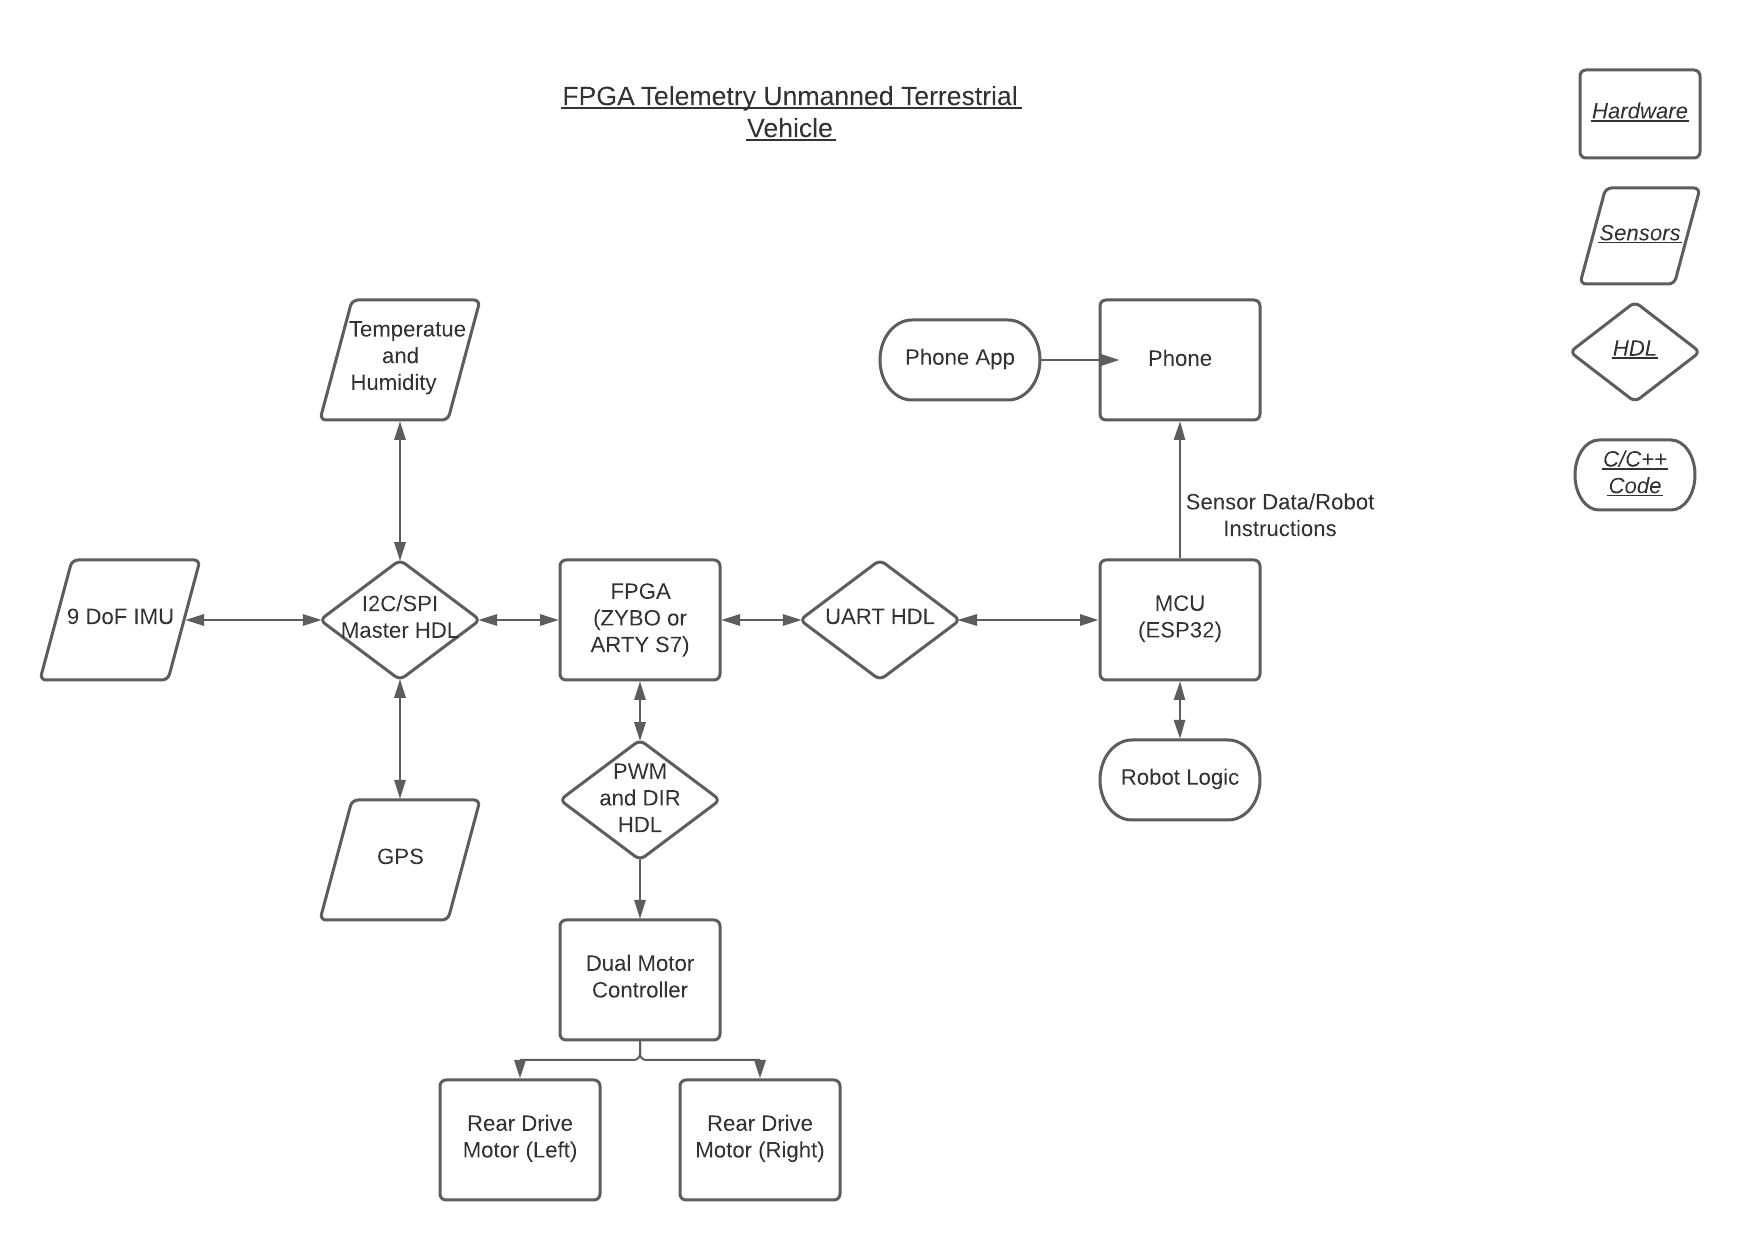 FPGA Telemetry Unmanned Terrestrial
Vehicle
Hardware
Sensors
HDL
C/C++
Code
Temperatue
and
Humidity
Phone App
Phone
Sensor Data/Robot
Instructions
9 DoF IMU
I2C/SPI
Master HDL
FPGA
(ZYBO or
ARTY S7)
UART HDL
MCU
(ESP32)
PWM
and DIR
HDL
Robot Logic
GPS
Dual Motor
Controller
Rear Drive
Motor (Left)
Rear Drive
Motor (Right)